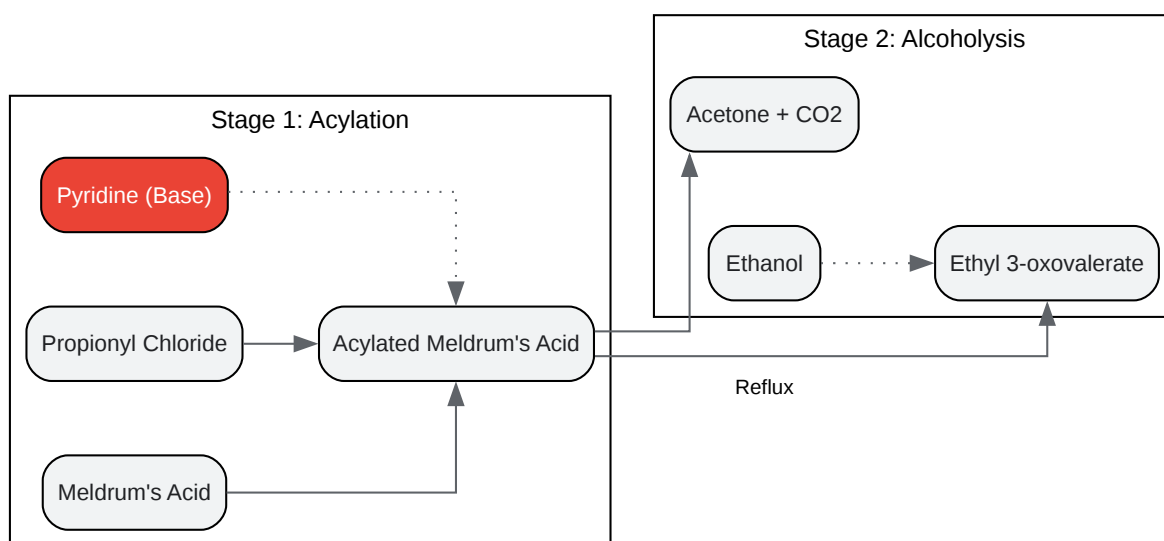 Stage 1: Acylation
Pyridine (Base)
Propionyl Chloride
Acylated Meldrum's Acid
Meldrum's Acid
Stage 2: Alcoholysis
Acetone + CO2
Ethanol
Ethyl 3-oxovalerate
Reflux